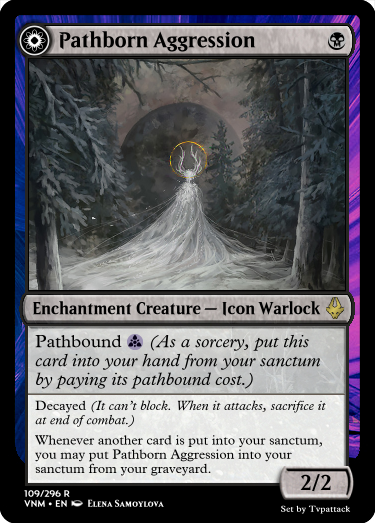 Pathborn Aggression
Enchantment Creature — Icon Warlock
Pathbound (As a sorcery, put this
card into your hand from your sanctum
by paying its pathbound cost.)
Decayed (It can't block. When it attacks, sacrifice it
at end of combat.)
Whenever another card is put into your sanctum,
you may put Pathborn Aggression into your
sanctum from your graveyard.
2/2
109/296 R
VNM • EN Elena Samoylova
Set by Tvpattack